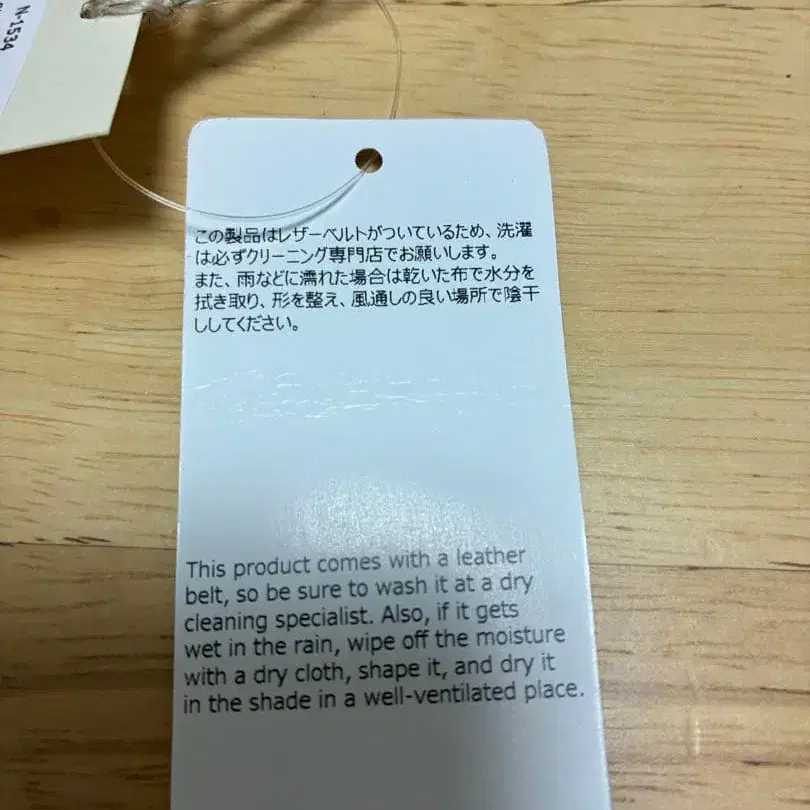 N-1534
この製品はレザーベルトがついているため、洗濯
は必ずクリーニング専門店でお願いします。
また、雨などに濡れた場合は乾いた布で水分を
拭き取り、形を整え、風通しの良い場所で陰干
ししてください。
This product comes with a leather
belt, so be sure to wash it at a dry
cleaning specialist. Also, if it gets
wet in the rain, wipe off the moisture
with a dry cloth, shape it, and dry it
in the shade in a well-ventilated place.